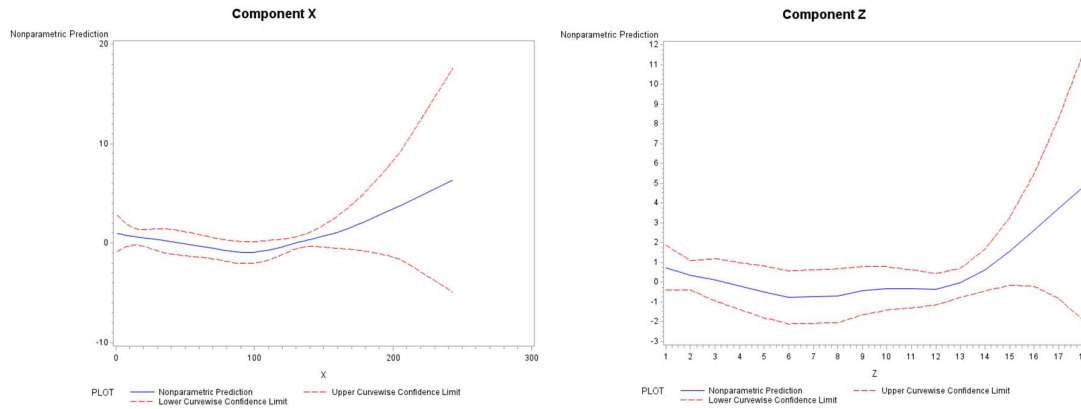 Component X
Nonparametric Prediction
20
10
0
-10
0 100 200 300
X
PLOT
Nonparametric Prediction
Upper Curvewise Confidence Limit
Lower Curvewise Confidence Limit
Component Z
Nonparametric Prediction
12
11
10
9
8
7
6
5
4
3
2
1
0
-1
-2
-3
1 2 3 4 5 6 7 8 9 10 11 12 13 14 15 16 17
Z
PLOT
Nonparametric Prediction
Upper Curvewise Confidence Limit
Lower Curvewise Confidence Limit